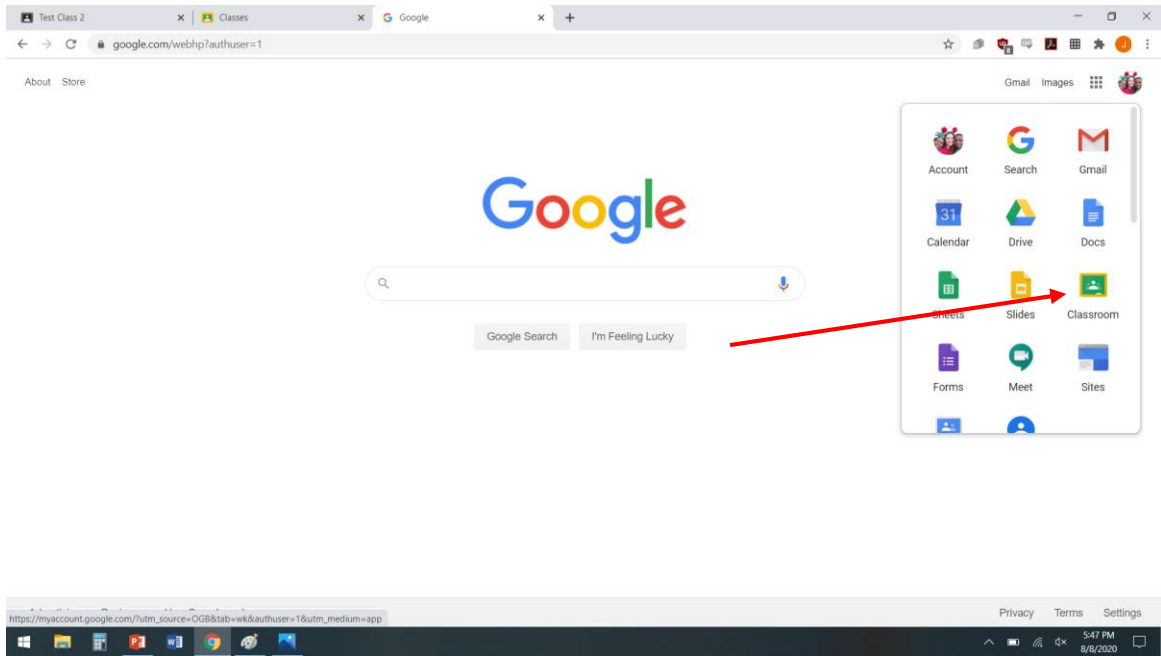 Test Class 2 Classes Google
google.com/webhp?authuser=1
About Store Gmail Images
Account Search Gmail
31
Calendar Drive Docs
Google
Sheets Slides Classroom
Google Search I'm Feeling Lucky
Forms Meet Sites
Privacy Terms Settings
https://myaccount.google.com/?utm_source=OGB&tab=wk&authuser=1&utm_medium=app
5:47 PM
8/8/2020